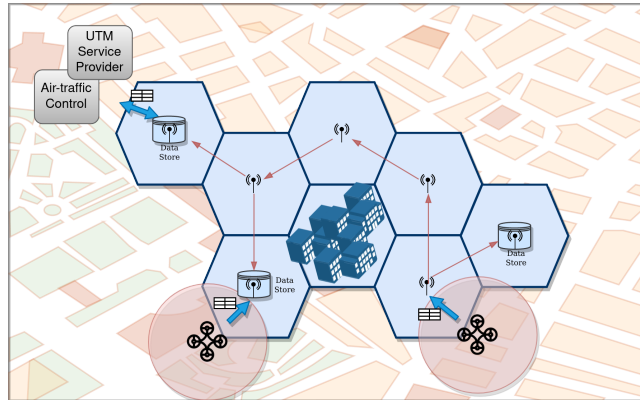 UTM
Service
Provider
Air-traffic
Control
Data
Store
Data
Store
Data
Store